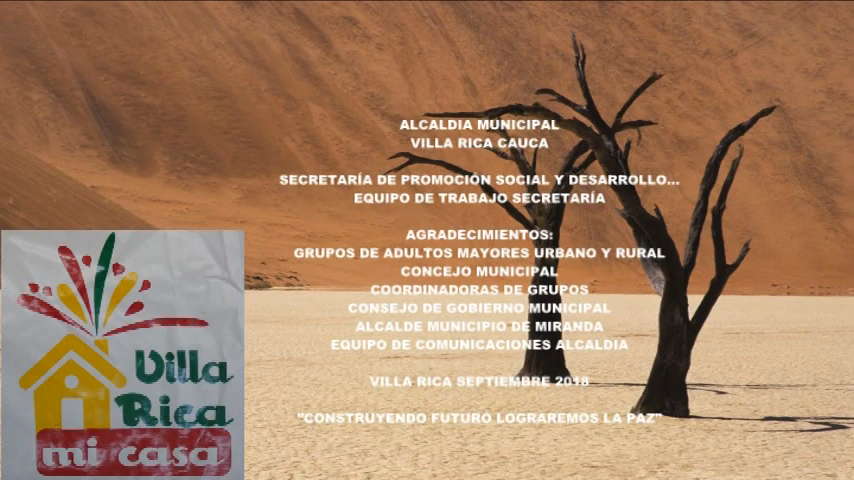 ALCALDIA MUNICIPAL
VILLA RICA CAUCA
SECRETARÍA DE PROMOCIÓN SOCIAL Y DESARROLLO...
EQUIPO DE TRABAJO SECRETARÍA
AGRADECIMIENTOS:
GRUPOS DE ADULTOS MAYORES URBANO Y RURAL
CONCEJO MUNICIPAL
COORDINADORAS DE GRUPOS
CONSEJO DE GOBIERNO MUNICIPAL
ALCALDE MUNICIPIO DE MIRANDA
EQUIPO DE COMUNICACIONES ALCALDIA
VILLA RICA SEPTIEMBRE 2018
"CONSTRUYENDO FUTURO LOGRAREMOS LA PAZ"
Villa
Rica
mi casa